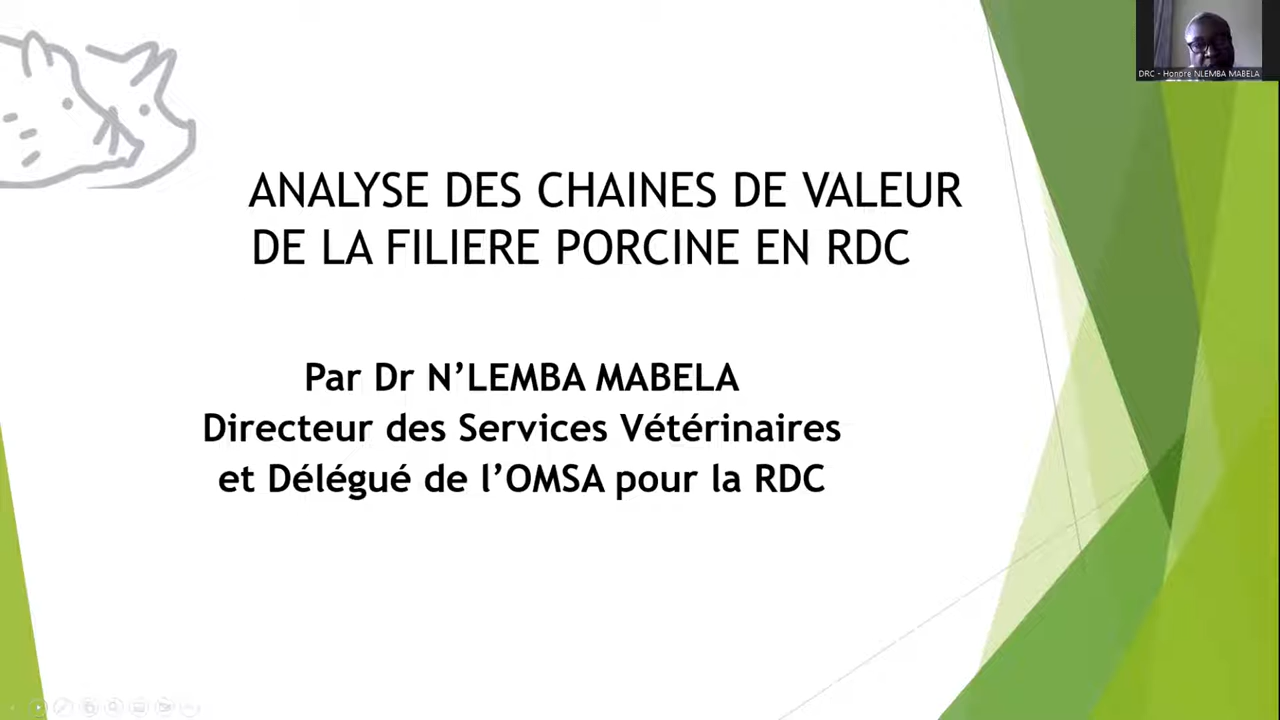 DRC - Honore NLEMBA MABELA
ANALYSE DES CHAINES DE VALEUR
DE LA FILIERE PORCINE EN RDC
Par Dr N’LEMBA MABELA
Directeur des Services Vétérinaires
et Délégué de l’OMSA pour la RDC